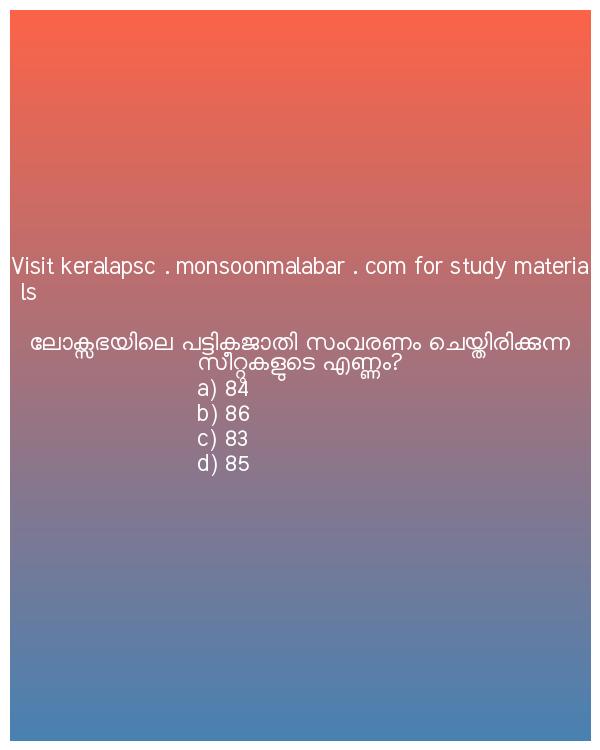 Visit keralapsc . monsoonmalabar . com for study materia
ls
ലോക്സഭയിലെ പട്ടികജാതി സംവരണം ചെയ്തിരിക്കുന്ന
സീറ്റുകളുടെ എണ്ണം?
a) 84
b) 86
c) 83
d) 85